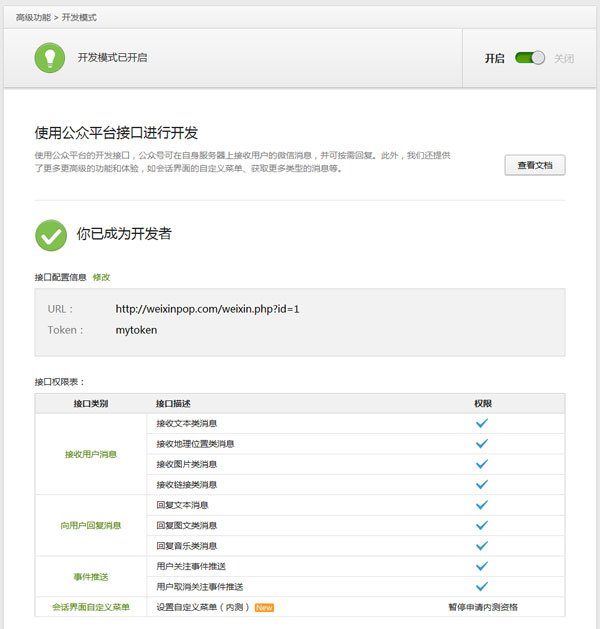 高级功能 > 开发模式
开发模式已开启
开启 关闭
使用公众平台接口进行开发
使用公众平台的开发接口，公众号可在自身服务器上接收用户的微信消息，并可按需回复。此外，我们还提供
了更多更高级的功能和体验，如会话界面的自定义菜单、获取更多类型的消息等。
查看文档
你已成为开发者
接口配置信息 修改
URL： http://weixinpop.com/weixin.php?id=1
Token： mytoken
接口权限表：
接口类别 接口描述 权限
接收用户消息
接收文本类消息
接收地理位置类消息
接收图片类消息
接收链接类消息
向用户回复消息
回复文本消息
回复图文类消息
回复音乐类消息
事件推送
用户关注事件推送
用户取消关注事件推送
会话界面自定义菜单 设置自定义菜单（内测） New 暂停申请内测资格